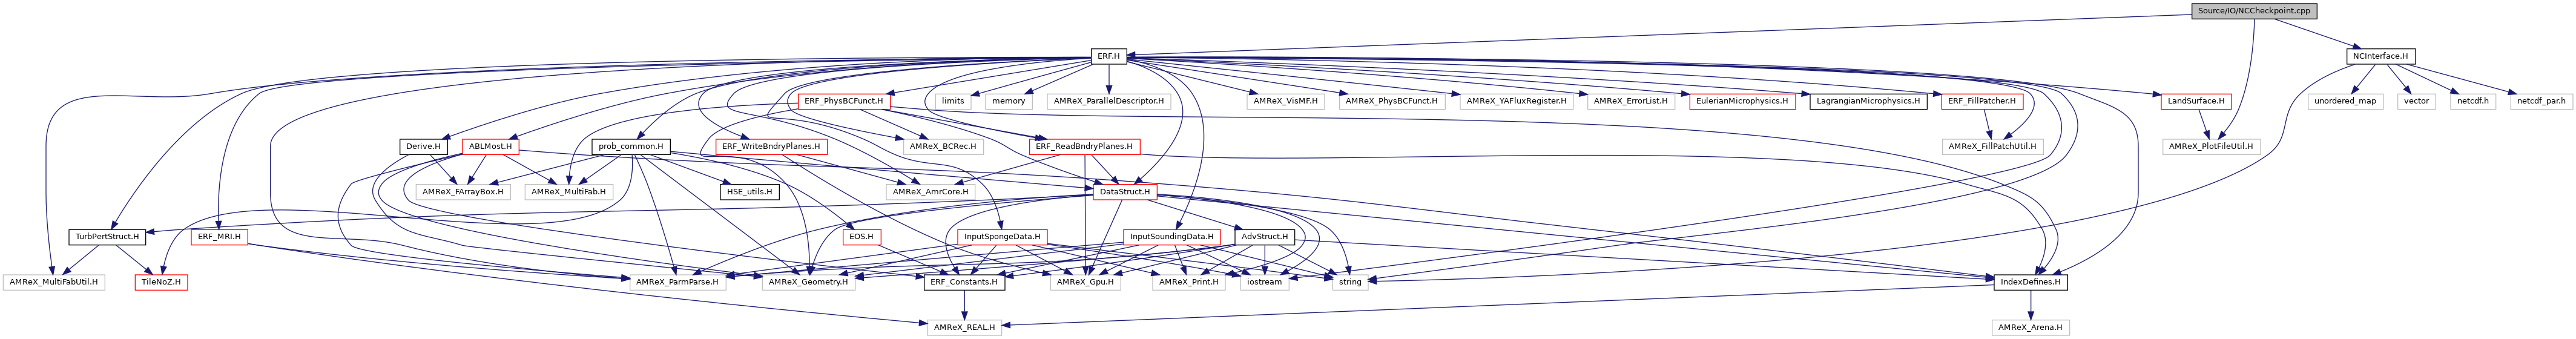 Source/IO/NCCheckpoint.cpp
ERF.H
NCInterface.H
ERF_PhysBCFunct.H
limits
memory
AMReX_ParallelDescriptor.H
AMReX_VisMF.H
AMReX_PhysBCFunct.H
AMReX_YAFluxRegister.H
AMReX_ErrorList.H
EulerianMicrophysics.H
LagrangianMicrophysics.H
ERF_FillPatcher.H
LandSurface.H
unordered_map
vector
netcdf.h
netcdf_par.h
Derive.H
ABLMost.H
prob_common.H
ERF_WriteBndryPlanes.H
AMReX_BCRec.H
ERF_ReadBndryPlanes.H
AMReX_FillPatchUtil.H
AMReX_PlotFileUtil.H
AMReX_FArrayBox.H
AMReX_MultiFab.H
HSE_utils.H
AMReX_AmrCore.H
DataStruct.H
TurbPertStruct.H
ERF_MRI.H
EOS.H
InputSpongeData.H
InputSoundingData.H
AdvStruct.H
AMReX_MultiFabUtil.H
TileNoZ.H
AMReX_ParmParse.H
AMReX_Geometry.H
ERF_Constants.H
AMReX_Gpu.H
AMReX_Print.H
iostream
string
IndexDefines.H
AMReX_REAL.H
AMReX_Arena.H